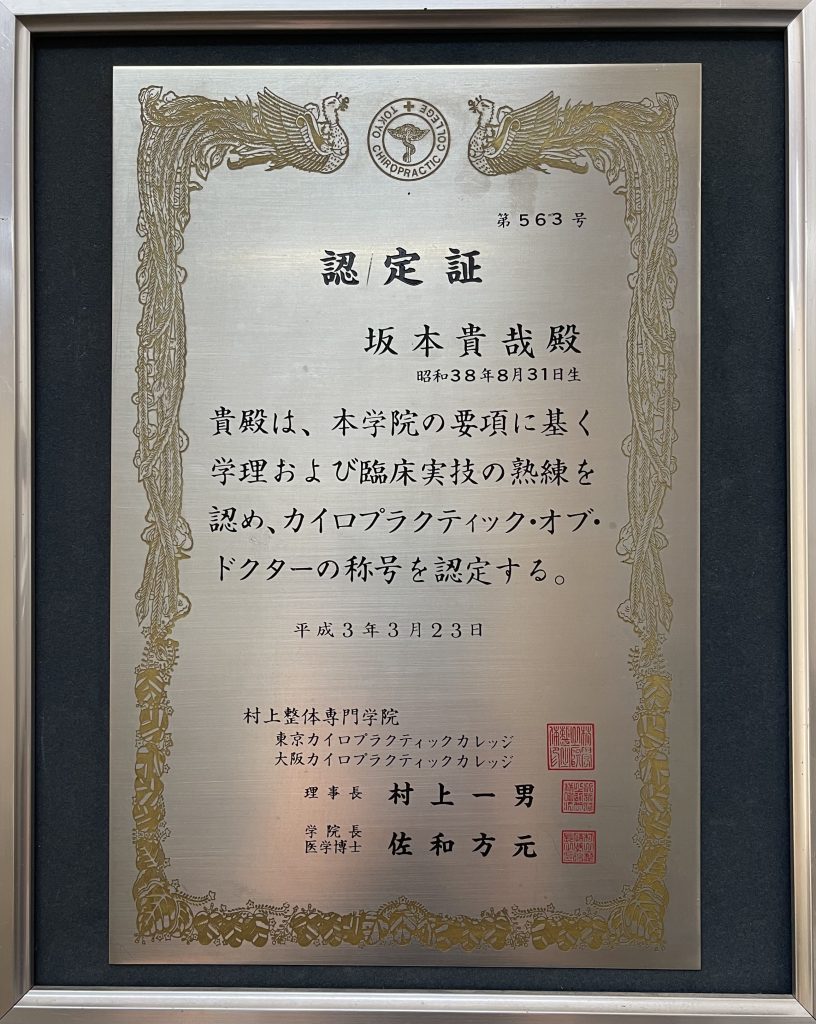 TOKYO CHIROPRACTIC COLLEGE
第563号
認定証
坂本貴哉殿
昭和38年8月31日生
貴殿は、本学院の要項に基く
学理および臨床実技の熟練を
認め、カイロプラクティック・オブ・
ドクターの称号を認定する。
平成3年3月23日
村上整体専門学院
東京カイロプラクティックカレッジ
大阪カイロプラクティックカレッジ
理事長 村上一男
学院長
医学博士 佐和方元